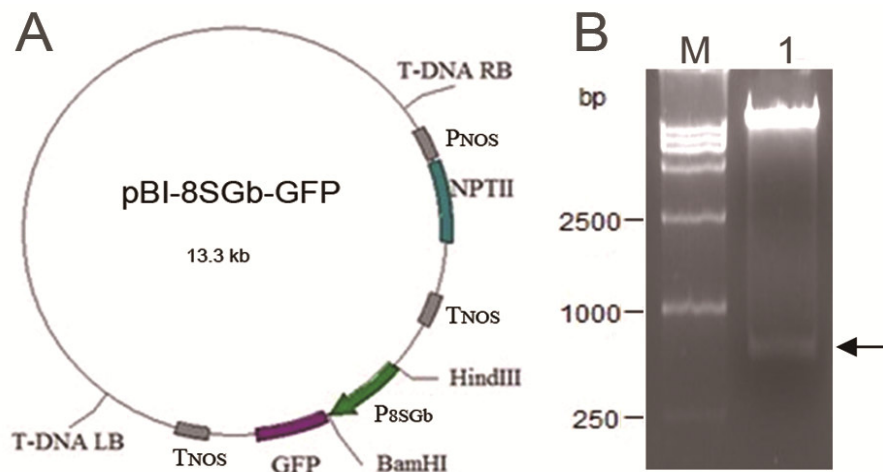 A
T-DNA RB
PNOS
NPTII
pBI-8SGb-GFP
13.3 kb
TNOS
HindIII
P8SGb
BamHI
GFP
TNOS
T-DNA LB
B
M 1
bp
2500
1000
250